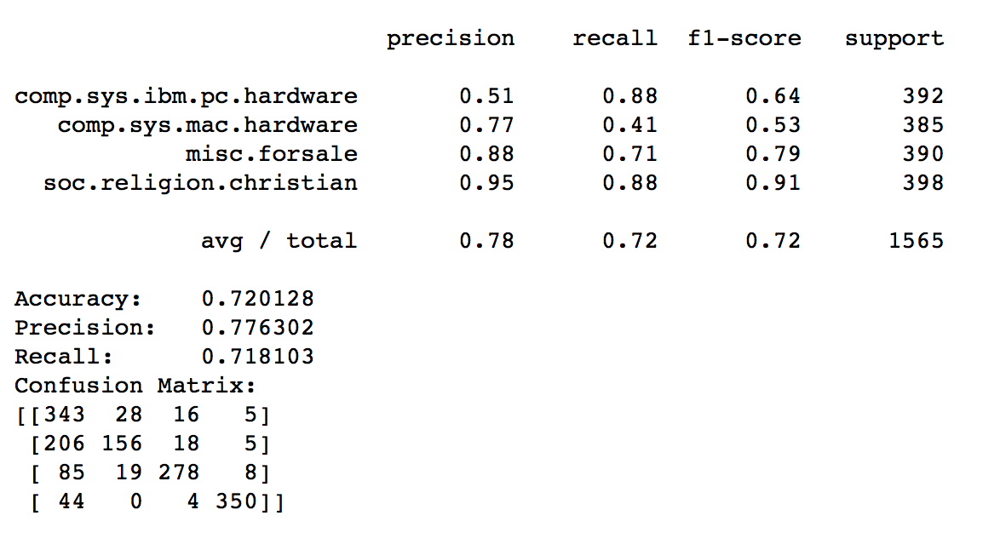 precision recall f1-score support
comp.sys.ibm.pc.hardware 0.51 0.88 0.64 392
comp.sys.mac.hardware 0.77 0.41 0.53 385
misc.forsale 0.88 0.71 0.79 390
soc.religion.christian 0.95 0.88 0.91 398
avg / total 0.78 0.72 0.72 1565
Accuracy: 0.720128
Precision: 0.776302
Recall: 0.718103
Confusion Matrix:
[[343 28 16 5]
[206 156 18 5]
[ 85 19 278 8]
[ 44 0 4 350]]